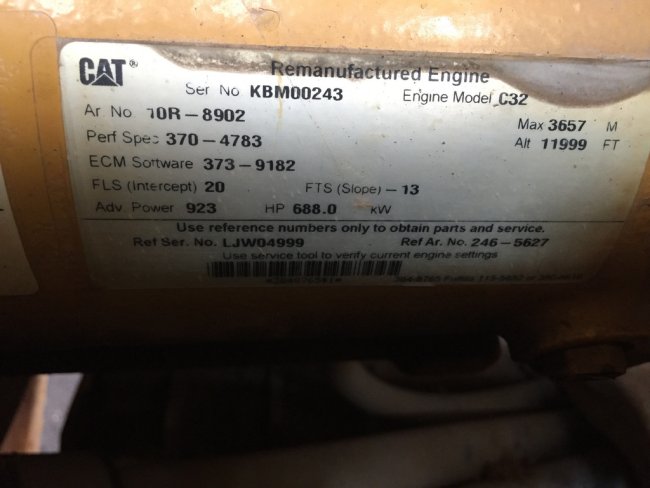 CAT®
Remanufactured Engine
Ser No KBM00243 Engine Model C32
Ar No 10R-8902
Max 3657 M
Perf Spec 370-4783
Alt 11999 FT
ECM Software 373-9182
FLS (Intercept) 20 FTS (Slope) -13
Adv. Power 923 HP 688.0 kW
Use reference numbers only to obtain parts and service.
Ref Ser. No. LJW04999 Ref Ar. No. 246-5627
Use service tool to verify current engine settings